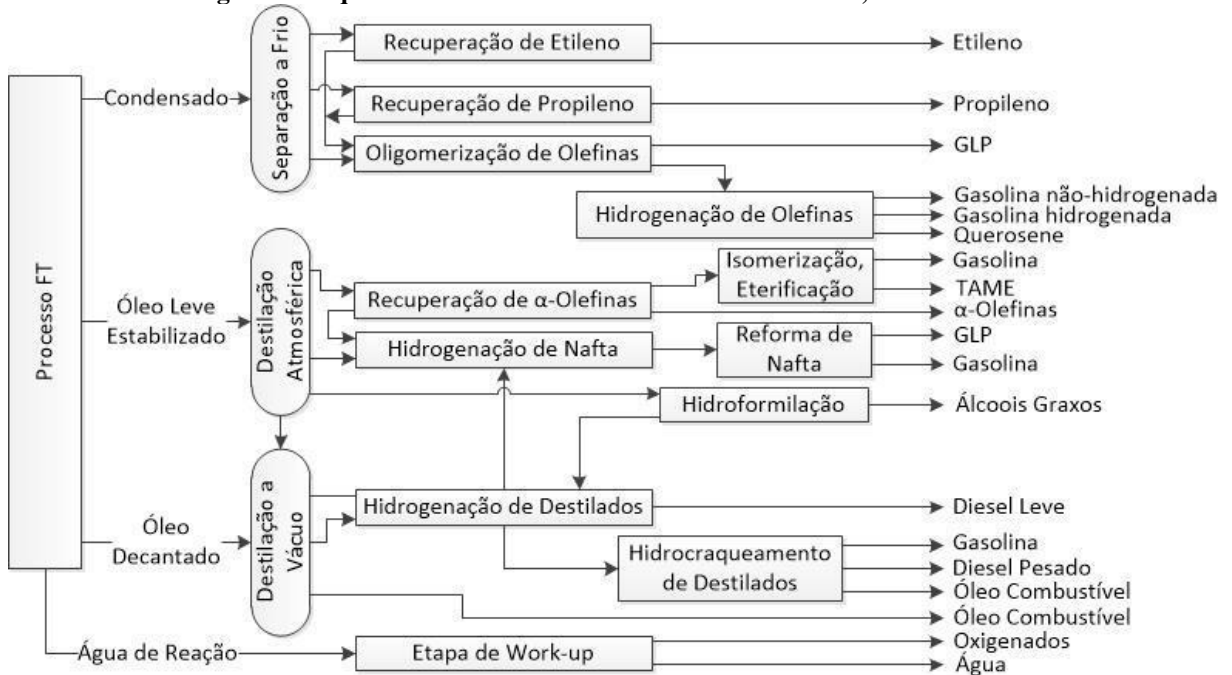 Processo FT
Condensado
Separação a Frio
Recuperação de Etileno
Etileno
Recuperação de Propileno
Propileno
Oligomerização de Olefinas
GLP
Hidrogenação de Olefinas
Gasolina não-hidrogenada
Gasolina hidrogenada
Querosene
Óleo Leve
Estabilizado
Destilação
Atmosférica
Recuperação de α-Olefinas
Isomerização,
Eterificação
Gasolina
TAME
α-Olefinas
Hidrogenação de Nafta
Reforma de
Nafta
GLP
Gasolina
Hidroformilação
Álcoois Graxos
Óleo
Decantado
Destilação a
Vácuo
Hidrogenação de Destilados
Diesel Leve
Hidrocraqueamento
de Destilados
Gasolina
Diesel Pesado
Óleo Combustível
Óleo Combustível
Água de Reação
Etapa de Work-up
Oxigenados
Água